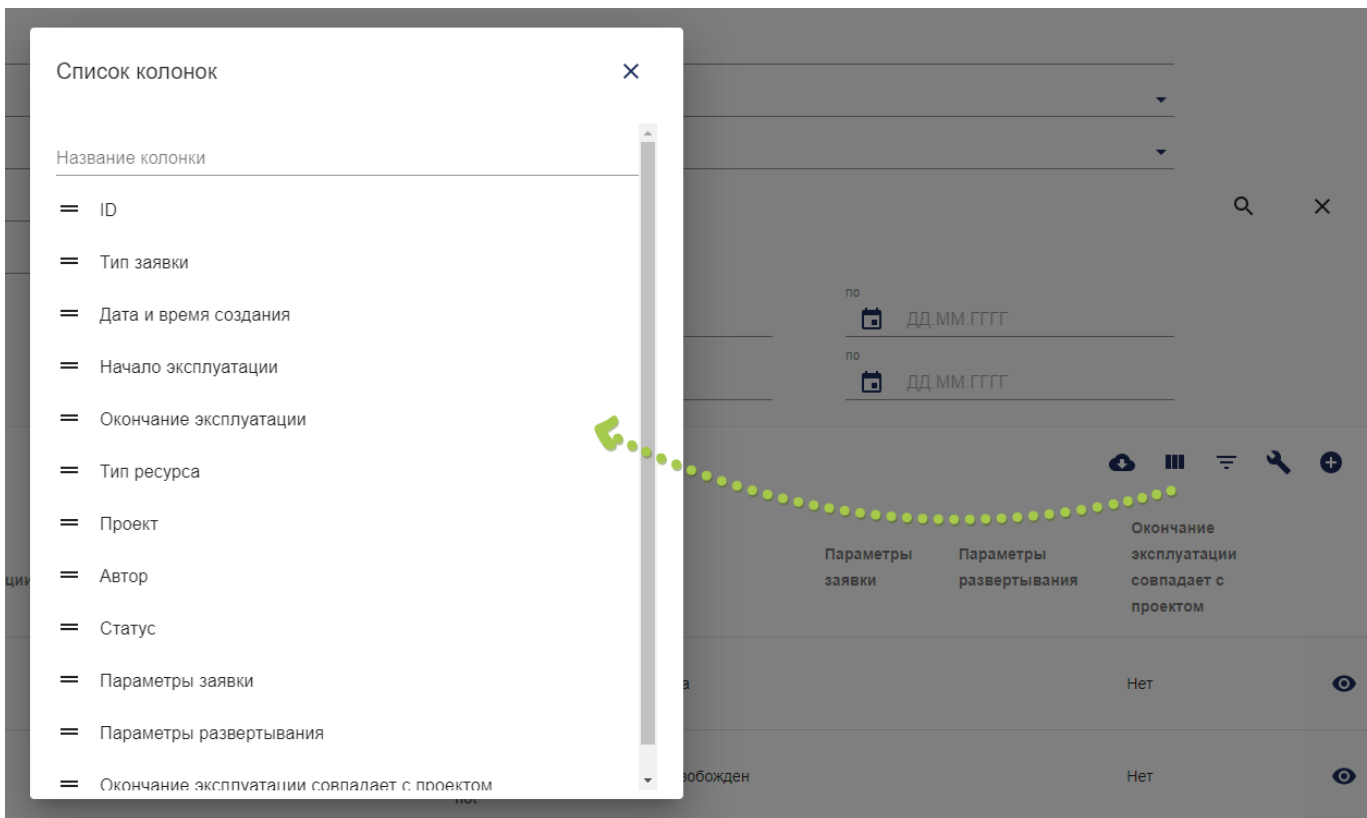 Список колонок
Название колонки
ID
Тип заявки
Дата и время создания
Начало эксплуатации
Окончание эксплуатации
Тип ресурса
Проект
Автор
Статус
Параметры заявки
Параметры развертывания
Окончание эксплуатации совпадает с проектом
по
ДД.ММ.ГГГГ
по
ДД.ММ.ГГГГ
ции
Параметры
заявки
Параметры
развертывания
Окончание
эксплуатации
совпадает с
проектом
а
Нет
вобожден
Нет